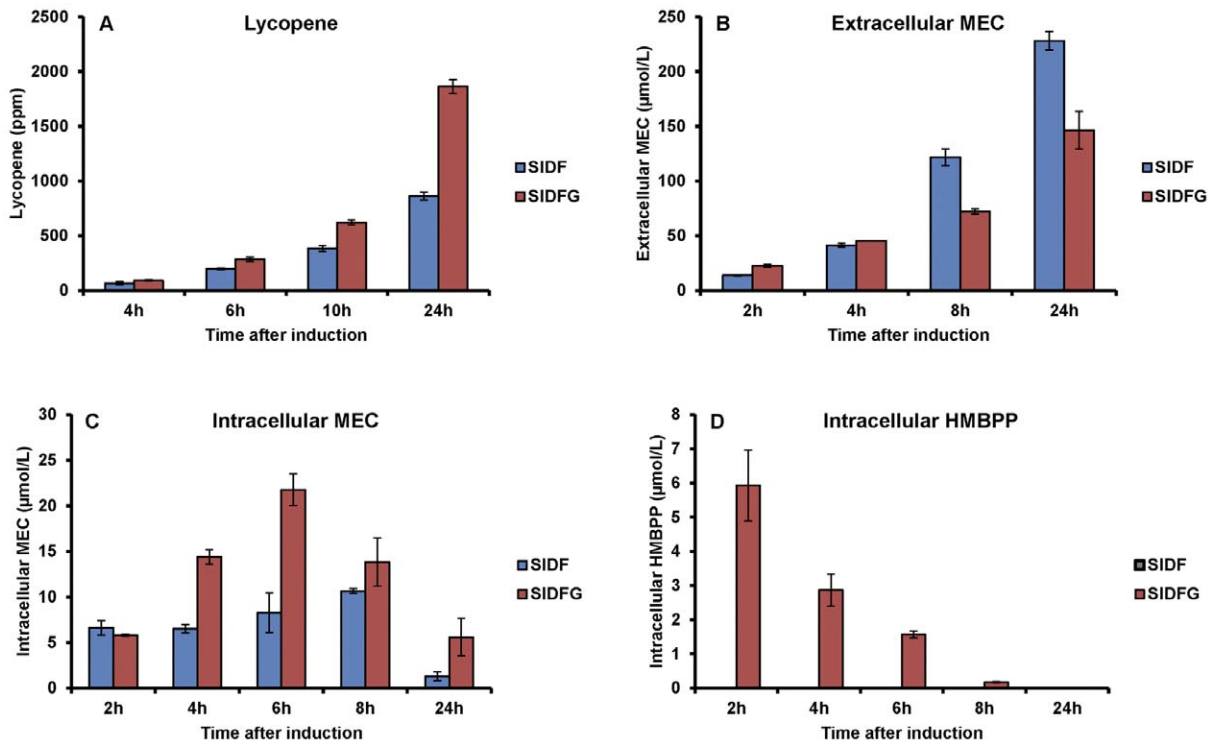 A Lycopene
Lycopene (ppm)
2500
2000
1500
1000
500
0
4h 6h 10h 24h
Time after induction
SIDF
SIDFG
B Extracellular MEC
Extracellular MEC (µmol/L)
250
200
150
100
50
0
2h 4h 8h 24h
Time after induction
SIDF
SIDFG
C Intracellular MEC
Intracellular MEC (µmol/L)
30
25
20
15
10
5
0
2h 4h 6h 8h 24h
Time after induction
SIDF
SIDFG
D Intracellular HMBPP
Intracellular HMBPP (µmol/L)
8
7
6
5
4
3
2
1
0
2h 4h 6h 8h 24h
Time after induction
SIDF
SIDFG